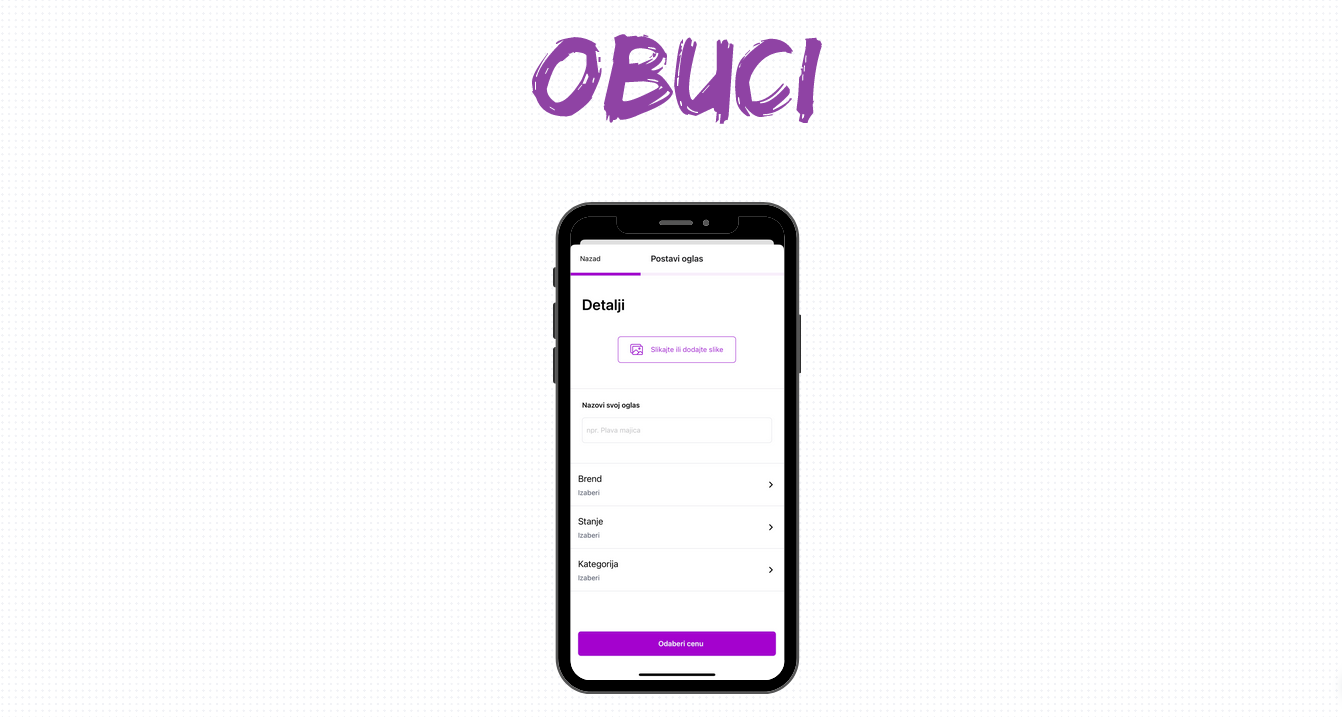 OBUCI
Nazad
Postavi oglas
Detalji
Slikajte ili dodajte slike
Nazovi svoj oglas
npr. Plava majica
Brend
Izaberi
Stanje
Izaberi
Kategorija
Izaberi
Odaberi cenu